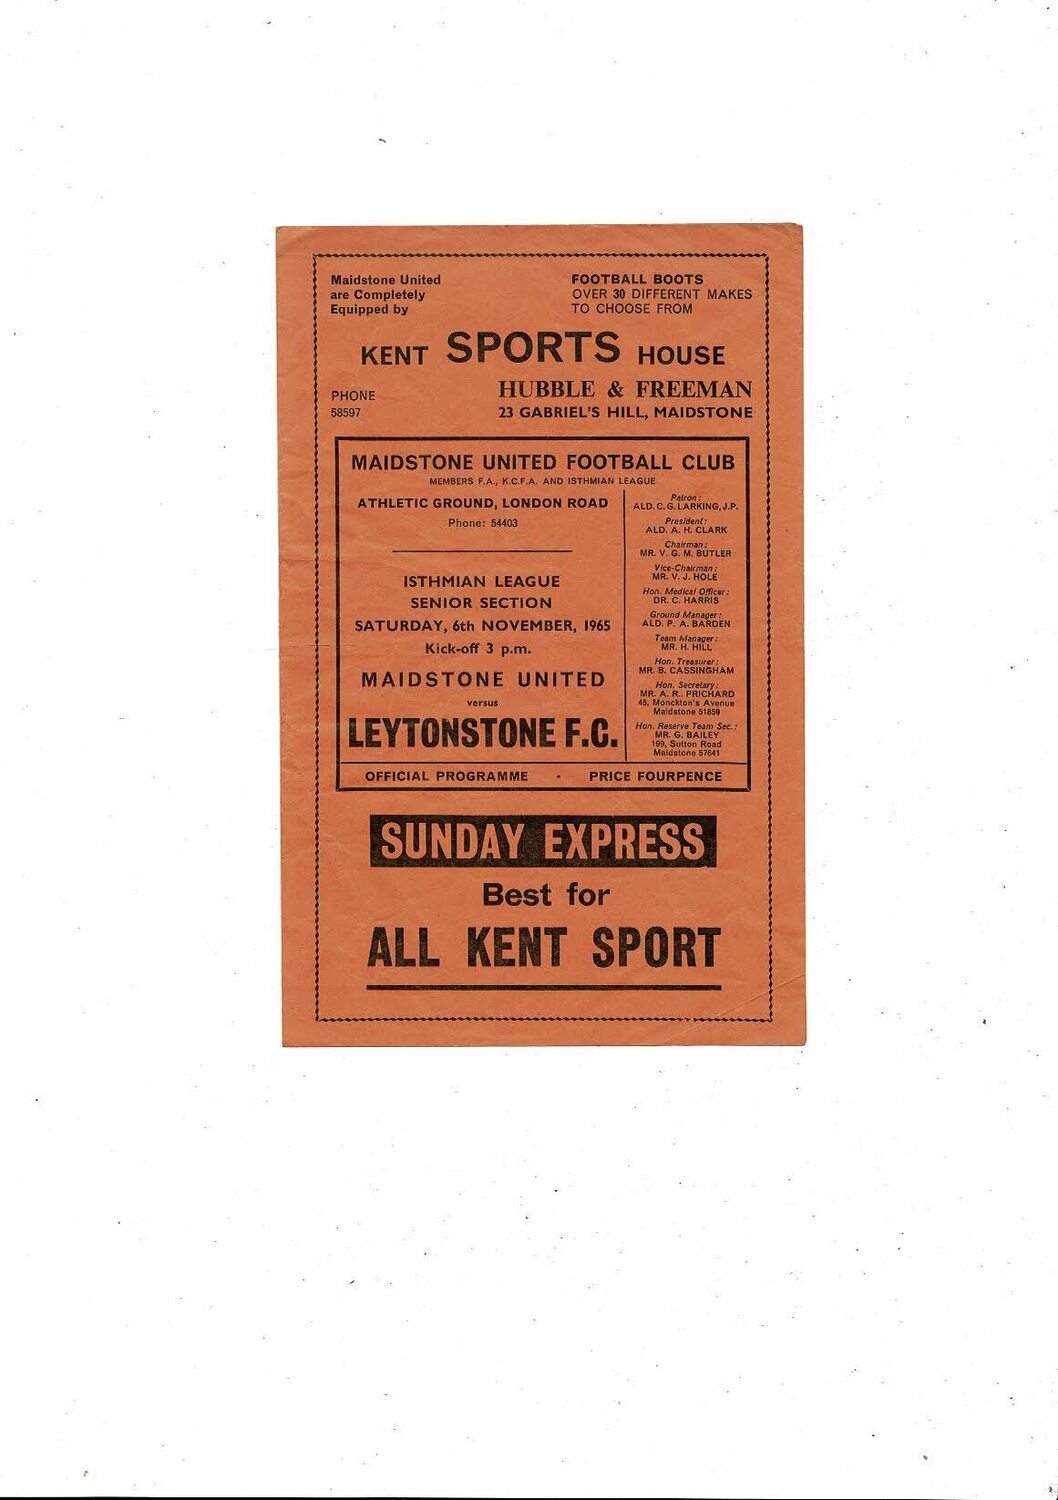 Maidstone United
are Completely
Equipped by
FOOTBALL BOOTS
OVER 30 DIFFERENT MAKES
TO CHOOSE FROM
KENT SPORTS HOUSE
PHONE
58597
HUBBLE & FREEMAN
23 GABRIEL'S HILL, MAIDSTONE
MAIDSTONE UNITED FOOTBALL CLUB
MEMBERS F.A., K.C.F.A. AND ISTHMIAN LEAGUE
ATHLETIC GROUND, LONDON ROAD
Phone: 54403
ISTHMIAN LEAGUE
SENIOR SECTION
SATURDAY, 6th NOVEMBER, 1965
Kick-off 3 p.m.
MAIDSTONE UNITED
versus
LEYTONSTONE F.C.
Patron:
ALD. C. G. LARKING, J.P.
President:
ALD. A. H. CLARK
Chairman:
MR. V. G. M. BUTLER
Vice-Chairman:
MR. V. J. HOLE
Hon. Medical Officer:
DR. C. HARRIS
Ground Manager:
ALD. P. A. BARDEN
Team Manager:
MR. H. HILL
Hon. Treasurer:
MR. B. CASSINGHAM
Hon. Secretary:
MR. A. R. PRICHARD
45, Monckton's Avenue
Maidstone 51859
Hon. Reserve Team Sec.:
MR. G. BAILEY
199, Sutton Road
Maidstone 57641
OFFICIAL PROGRAMME - PRICE FOURPENCE
SUNDAY EXPRESS
Best for
ALL KENT SPORT